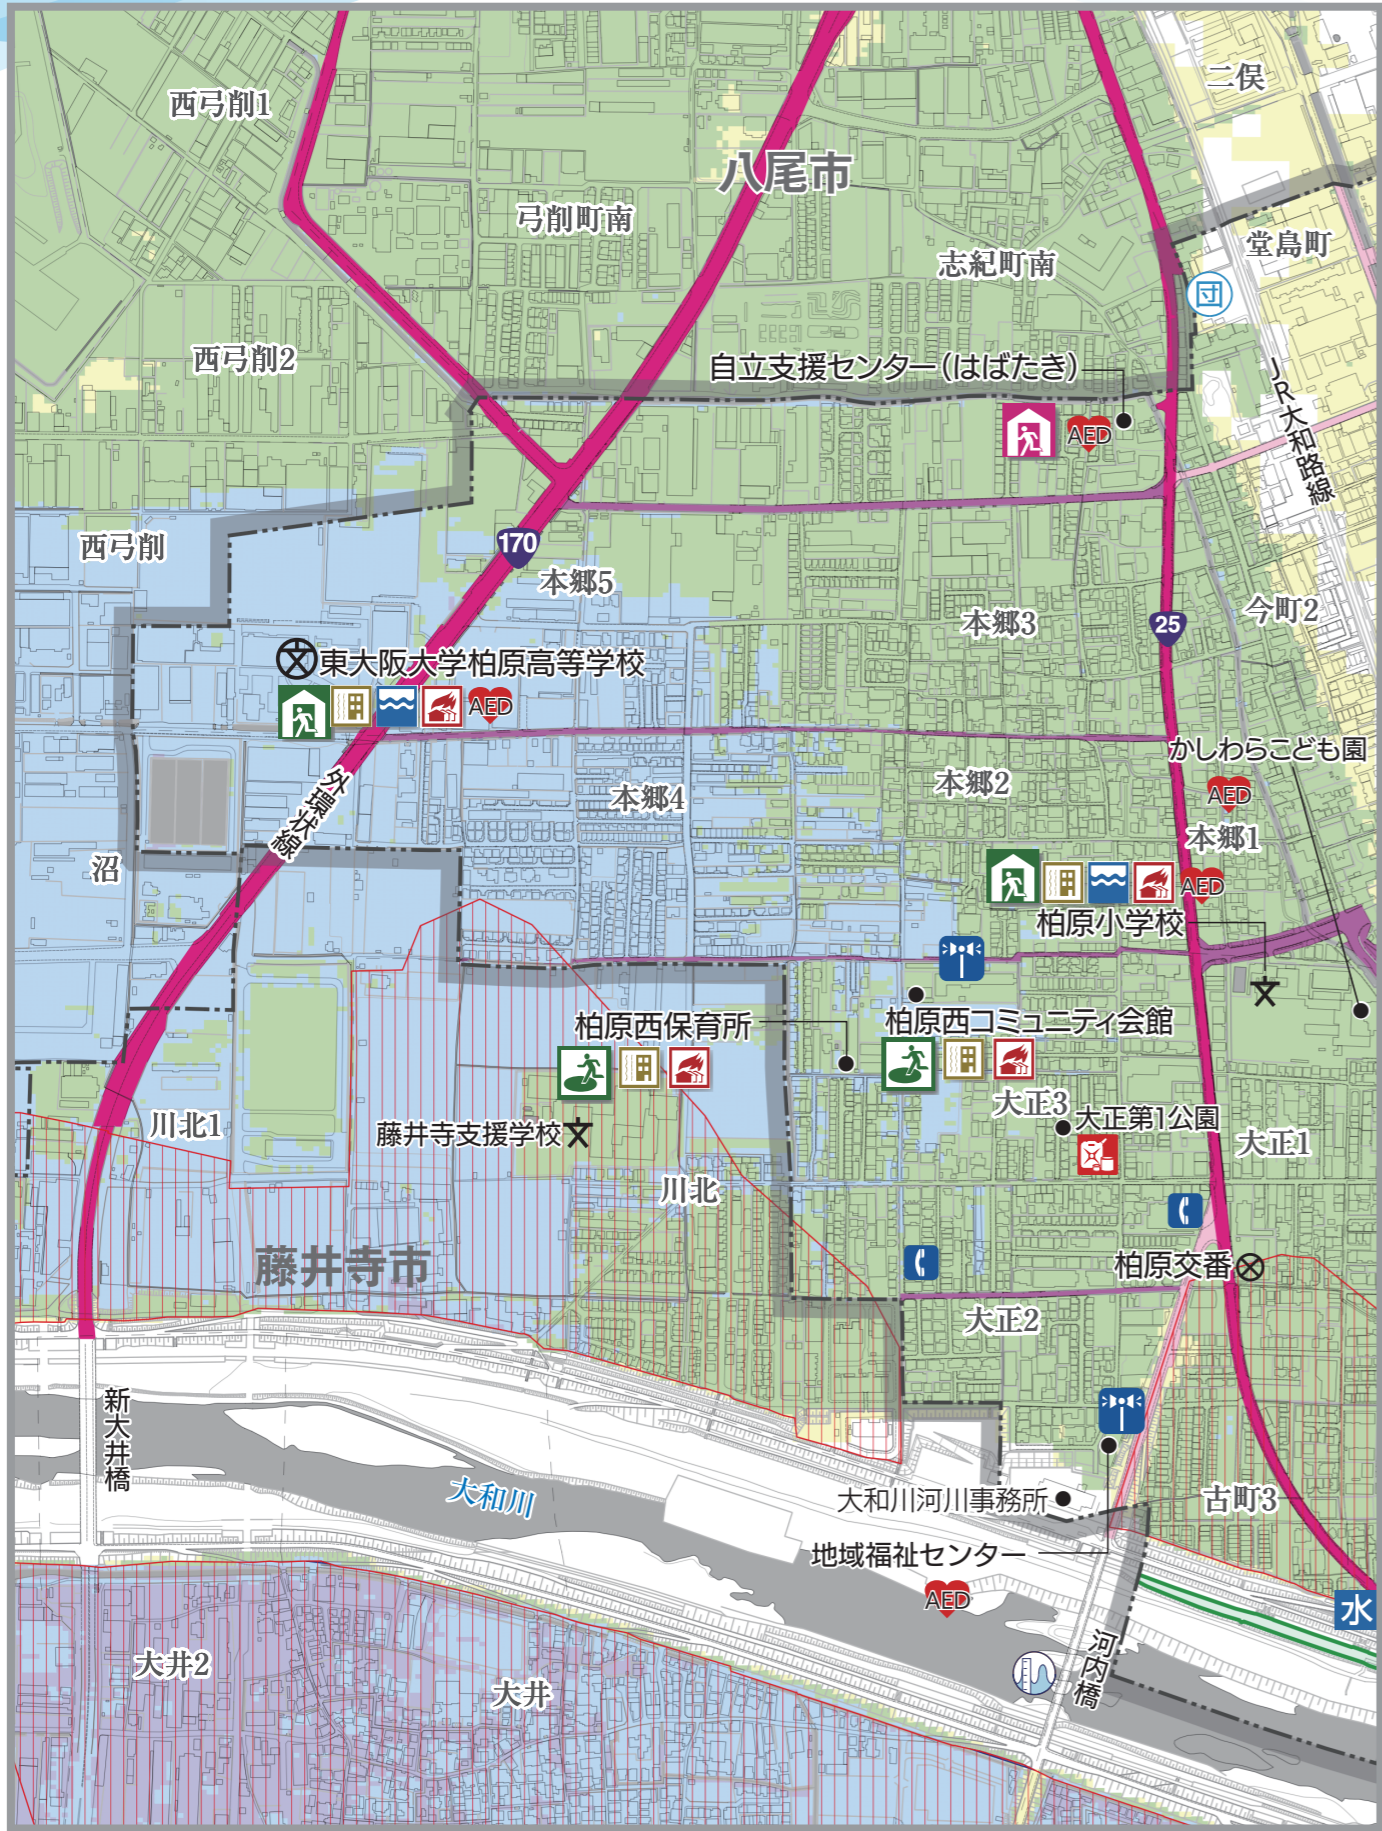 西弓削1
二俣
八尾市
弓削町南
堂島町
志紀町南
団
西弓削2
自立支援センター(はばたき)
JR大和路線
AED
西弓削
170
本郷5
本郷3
今町2
25
東大阪大学柏原高等学校
AED
かしわらこども園
外環状線
本郷4
本郷2
AED
本郷1
沼
AED
柏原小学校
柏原西保育所
柏原西コミュニティ会館
大正3
大正第1公園
川北1
藤井寺支援学校
大正1
川北
藤井寺市
柏原交番
大正2
新大井橋
大和川
大和川河川事務所
古町3
地域福祉センター
AED
水
河内橋
大井2
大井